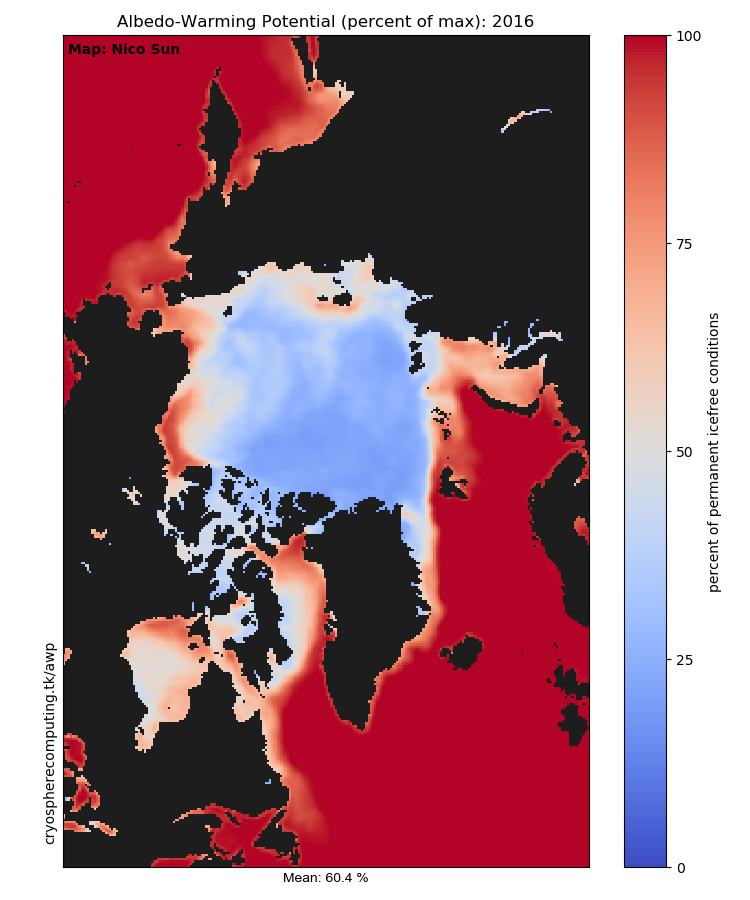 Albedo-Warming Potential (percent of max): 2016
Map: Nico Sun
100
75
50
25
0
percent of permanent icefree conditions
cryospherecomputing.tk/awp
Mean: 60.4 %